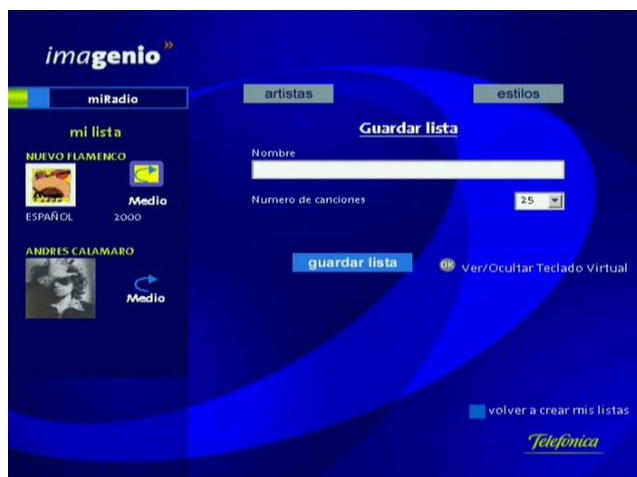 imagenio»
miRadio
artistas
estilos
mi lista
Guardar lista
NUEVO FLAMENCO
Medio
ESPAÑOL 2000
Nombre
Numero de canciones
25
ANDRES CALAMARO
Medio
guardar lista
OK Ver/Ocultar Teclado Virtual
volver a crear mis listas
Telefónica